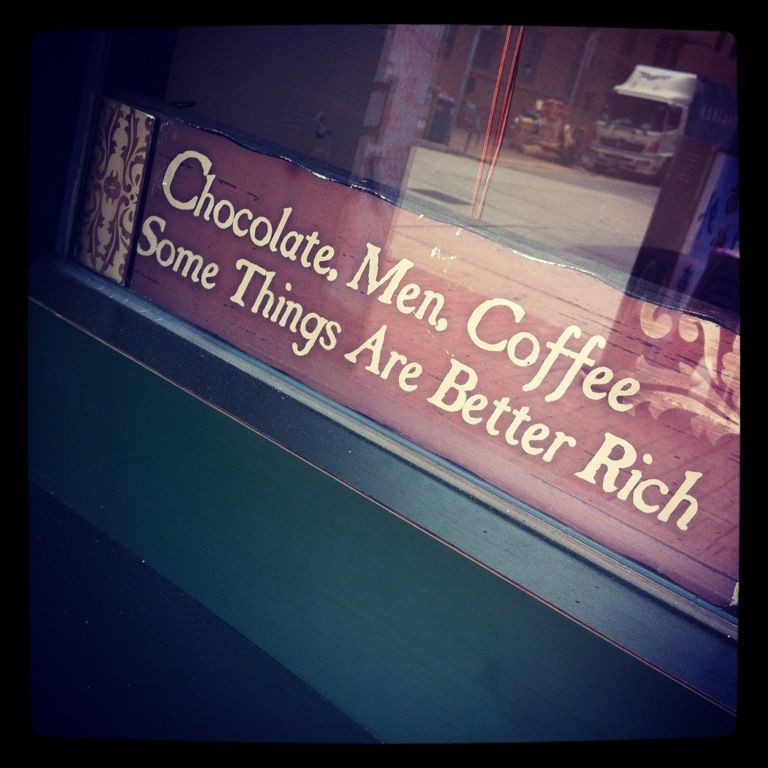 Chocolate, Men, Coffee
Some Things Are Better Rich